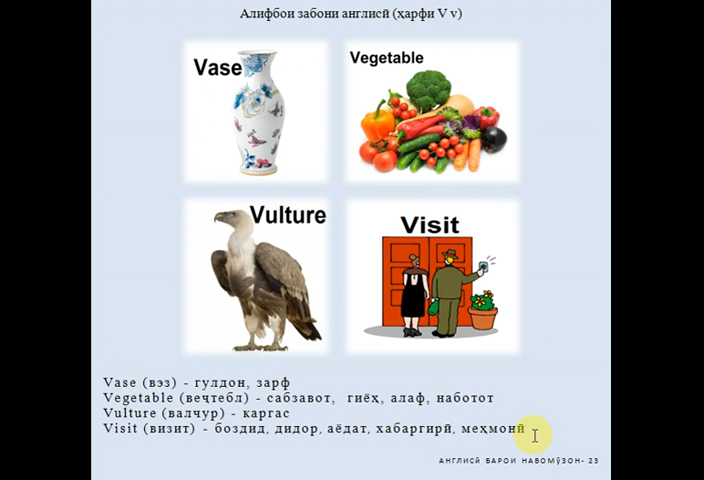 Алифбои забони англисӣ (ҳарфи V v)
Vase
Vegetable
Vulture
Visit
Vase (вэз) - гулдон, зарф
Vegetable (веҷтебл) - сабзавот, гиёҳ, алаф, наботот
Vulture (валчур) - каргас
Visit (визит) - боздид, дидор, аёдат, хабаргирӣ, меҳмонӣ
АНГЛИСӢ БАРОИ НАВОМӮЗОН- 23